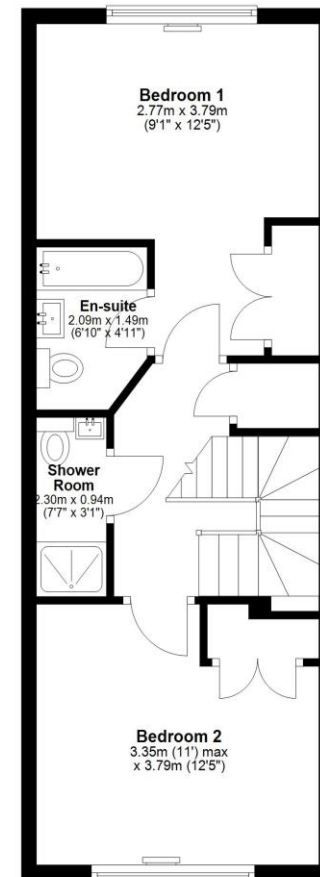 Bedroom 1
2.77m x 3.79m
(9'1" x 12'5")
En-suite
2.09m x 1.49m
(6'10" x 4'11")
Shower
Room
2.30m x 0.94m
(7'7" x 3'1")
Bedroom 2
3.35m (11') max
x 3.79m (12'5")